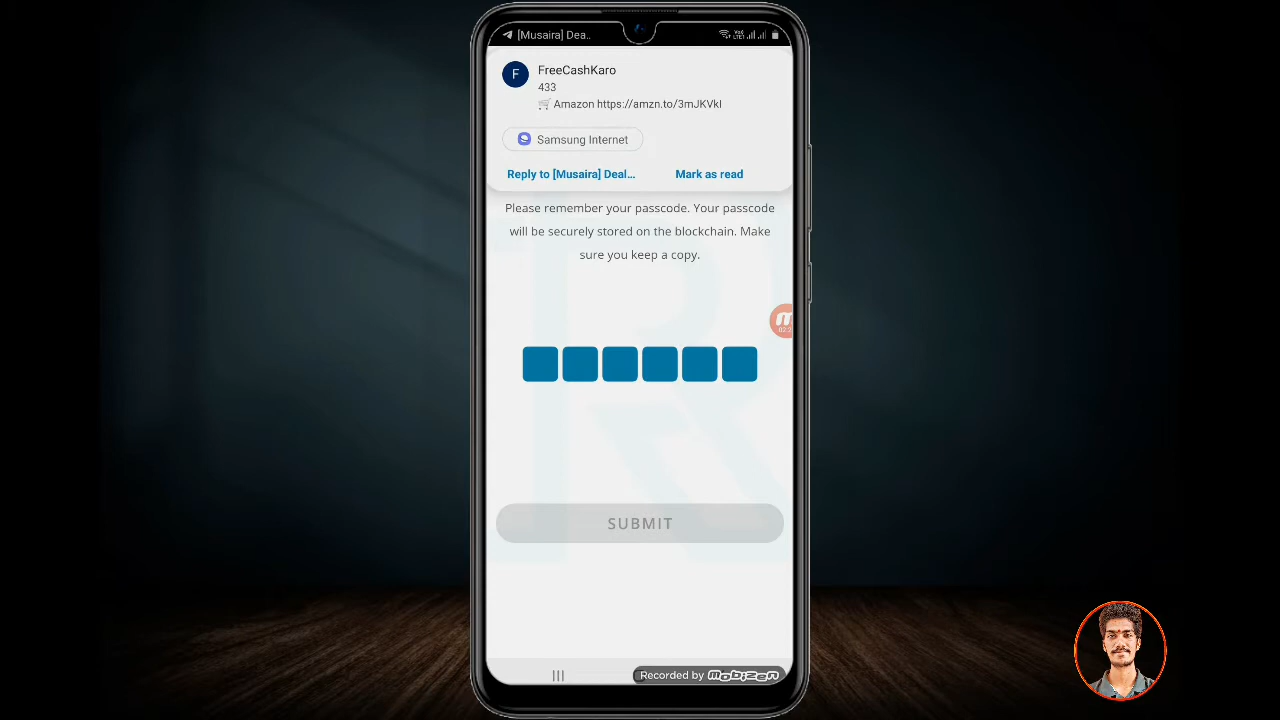 [Musaira] Dea..
F
FreeCashKaro
433
🛒 Amazon https://amzn.to/3mJKVkI
Samsung Internet
Reply to [Musaira] Deal...
Mark as read
Please remember your passcode. Your passcode
will be securely stored on the blockchain. Make
sure you keep a copy.
SUBMIT
Recorded by mobizen